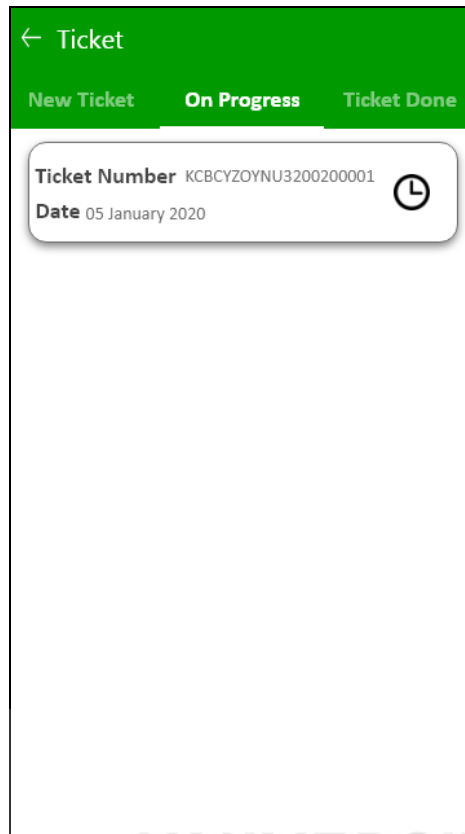 Ticket
New Ticket On Progress Ticket Done
Ticket Number KCBCYZOYNU3200200001
Date 05 January 2020